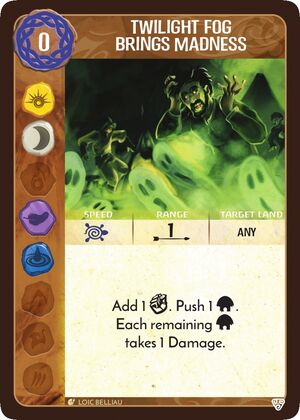 0
TWILIGHT FOG
BRINGS MADNESS
SPEED RANGE TARGET LAND
1 ANY
Add 1 . Push 1 .
Each remaining
takes 1 Damage.
LOIC BELLIAU